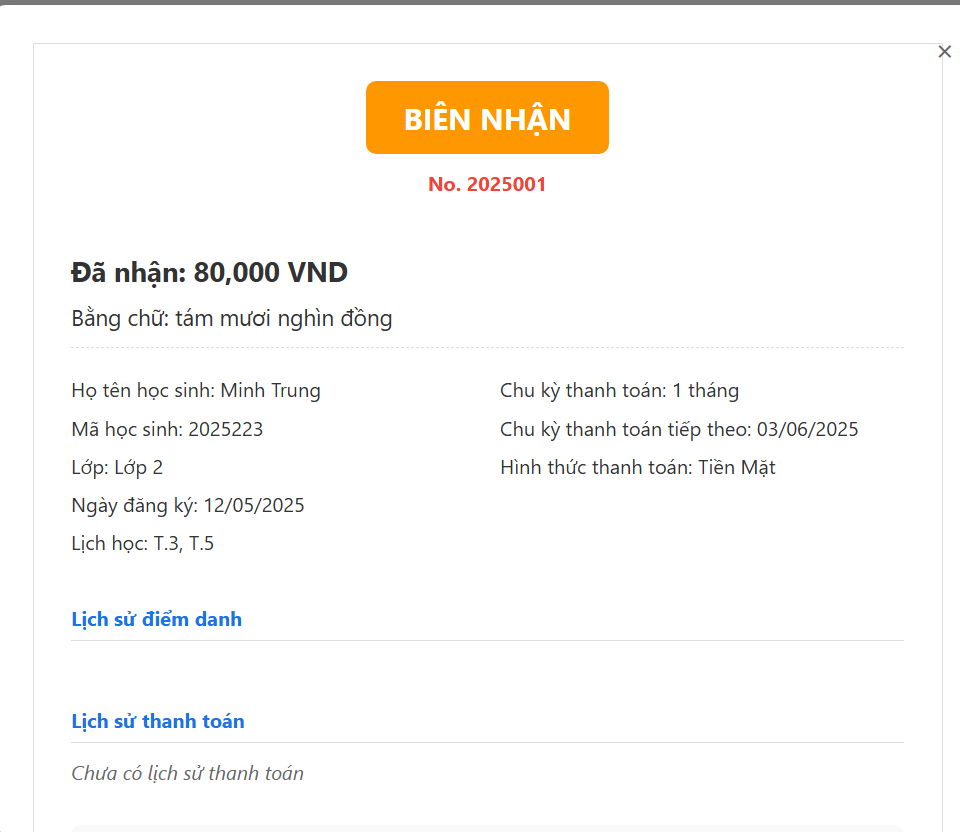 BIÊN NHẬN
No. 2025001
Đã nhận: 80,000 VND
Bằng chữ: tám mươi nghìn đồng
Họ tên học sinh: Minh Trung
Mã học sinh: 2025223
Lớp: Lớp 2
Ngày đăng ký: 12/05/2025
Lịch học: T.3, T.5
Chu kỳ thanh toán: 1 tháng
Chu kỳ thanh toán tiếp theo: 03/06/2025
Hình thức thanh toán: Tiền Mặt
Lịch sử điểm danh
Lịch sử thanh toán
Chưa có lịch sử thanh toán